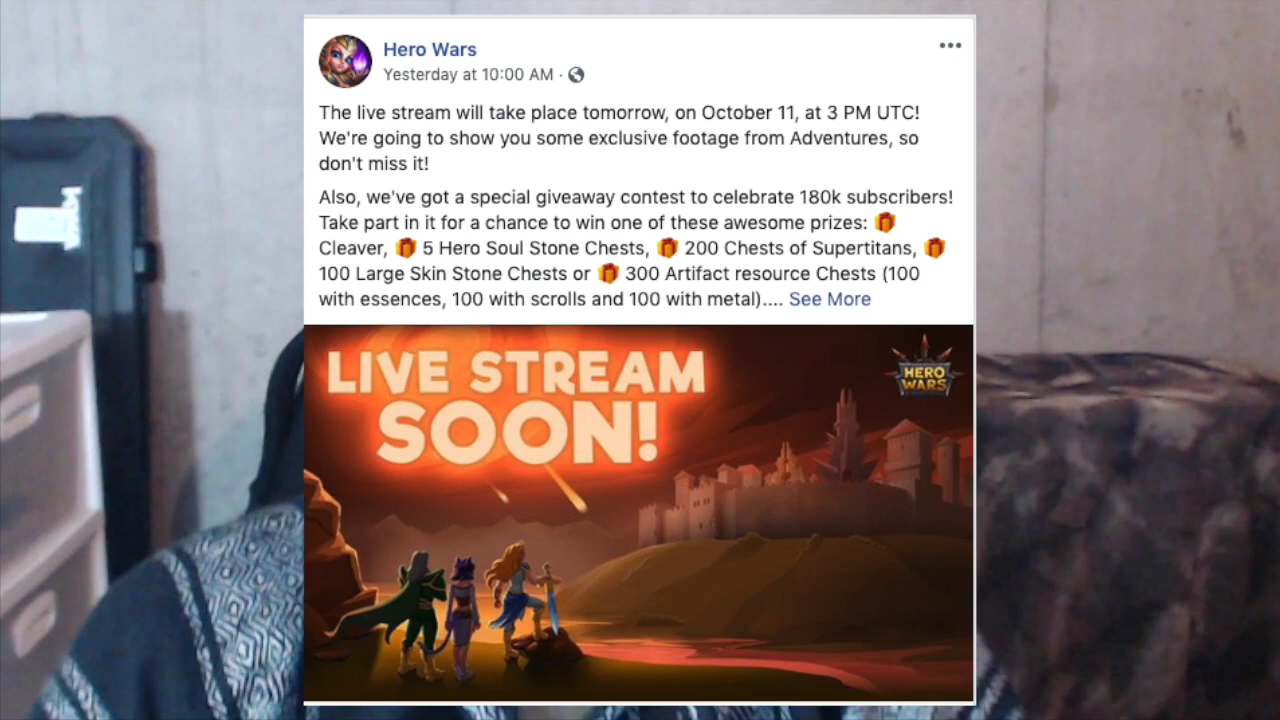 Hero Wars
Yesterday at 10:00 AM ·
The live stream will take place tomorrow, on October 11, at 3 PM UTC!
We're going to show you some exclusive footage from Adventures, so
don't miss it!
Also, we've got a special giveaway contest to celebrate 180k subscribers!
Take part in it for a chance to win one of these awesome prizes: 🎁
Cleaver, 🎁 5 Hero Soul Stone Chests, 🎁 200 Chests of Supertitans, 🎁
100 Large Skin Stone Chests or 🎁 300 Artifact resource Chests (100
with essences, 100 with scrolls and 100 with metal).... See More
LIVE STREAM
SOON!
HERO
WARS